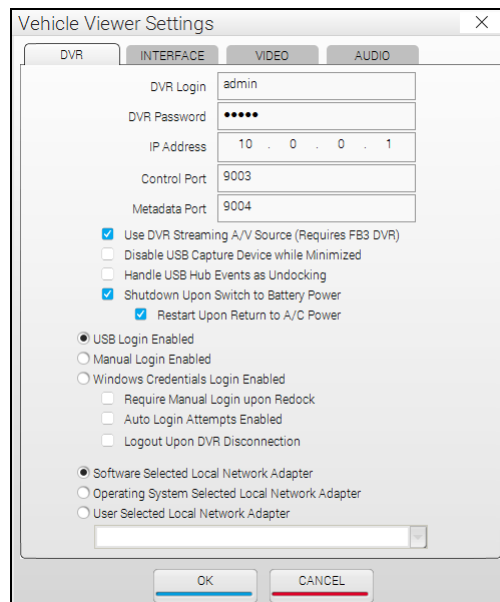 Vehicle Viewer Settings
DVR INTERFACE VIDEO AUDIO
DVR Login admin
DVR Password •••••
IP Address 10 . 0 . 0 . 1
Control Port 9003
Metadata Port 9004
Use DVR Streaming A/V Source (Requires FB3 DVR)
Disable USB Capture Device while Minimized
Handle USB Hub Events as Undocking
Shutdown Upon Switch to Battery Power
Restart Upon Return to A/C Power
USB Login Enabled
Manual Login Enabled
Windows Credentials Login Enabled
Require Manual Login upon Redock
Auto Login Attempts Enabled
Logout Upon DVR Disconnection
Software Selected Local Network Adapter
Operating System Selected Local Network Adapter
User Selected Local Network Adapter
OK CANCEL